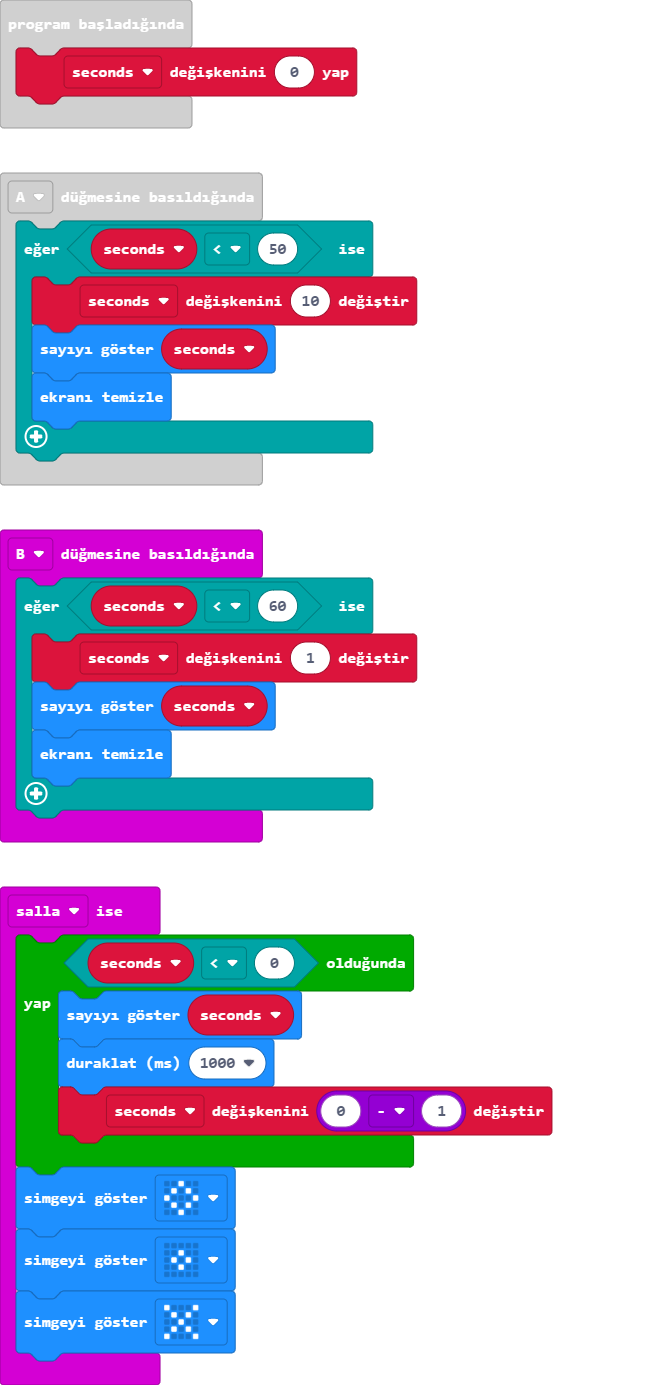 program başladığında
seconds değişkenini 0 yap
A düğmesine basıldığında
eğer seconds < 50 ise
seconds değişkenini 10 değiştir
sayıyı göster seconds
ekranı temizle
B düğmesine basıldığında
eğer seconds < 60 ise
seconds değişkenini 1 değiştir
sayıyı göster seconds
ekranı temizle
salla ise
seconds < 0 olduğunda
yap
sayıyı göster seconds
duraklat (ms) 1000
seconds değişkenini 0 - 1 değiştir
simgeyi göster
simgeyi göster
simgeyi göster